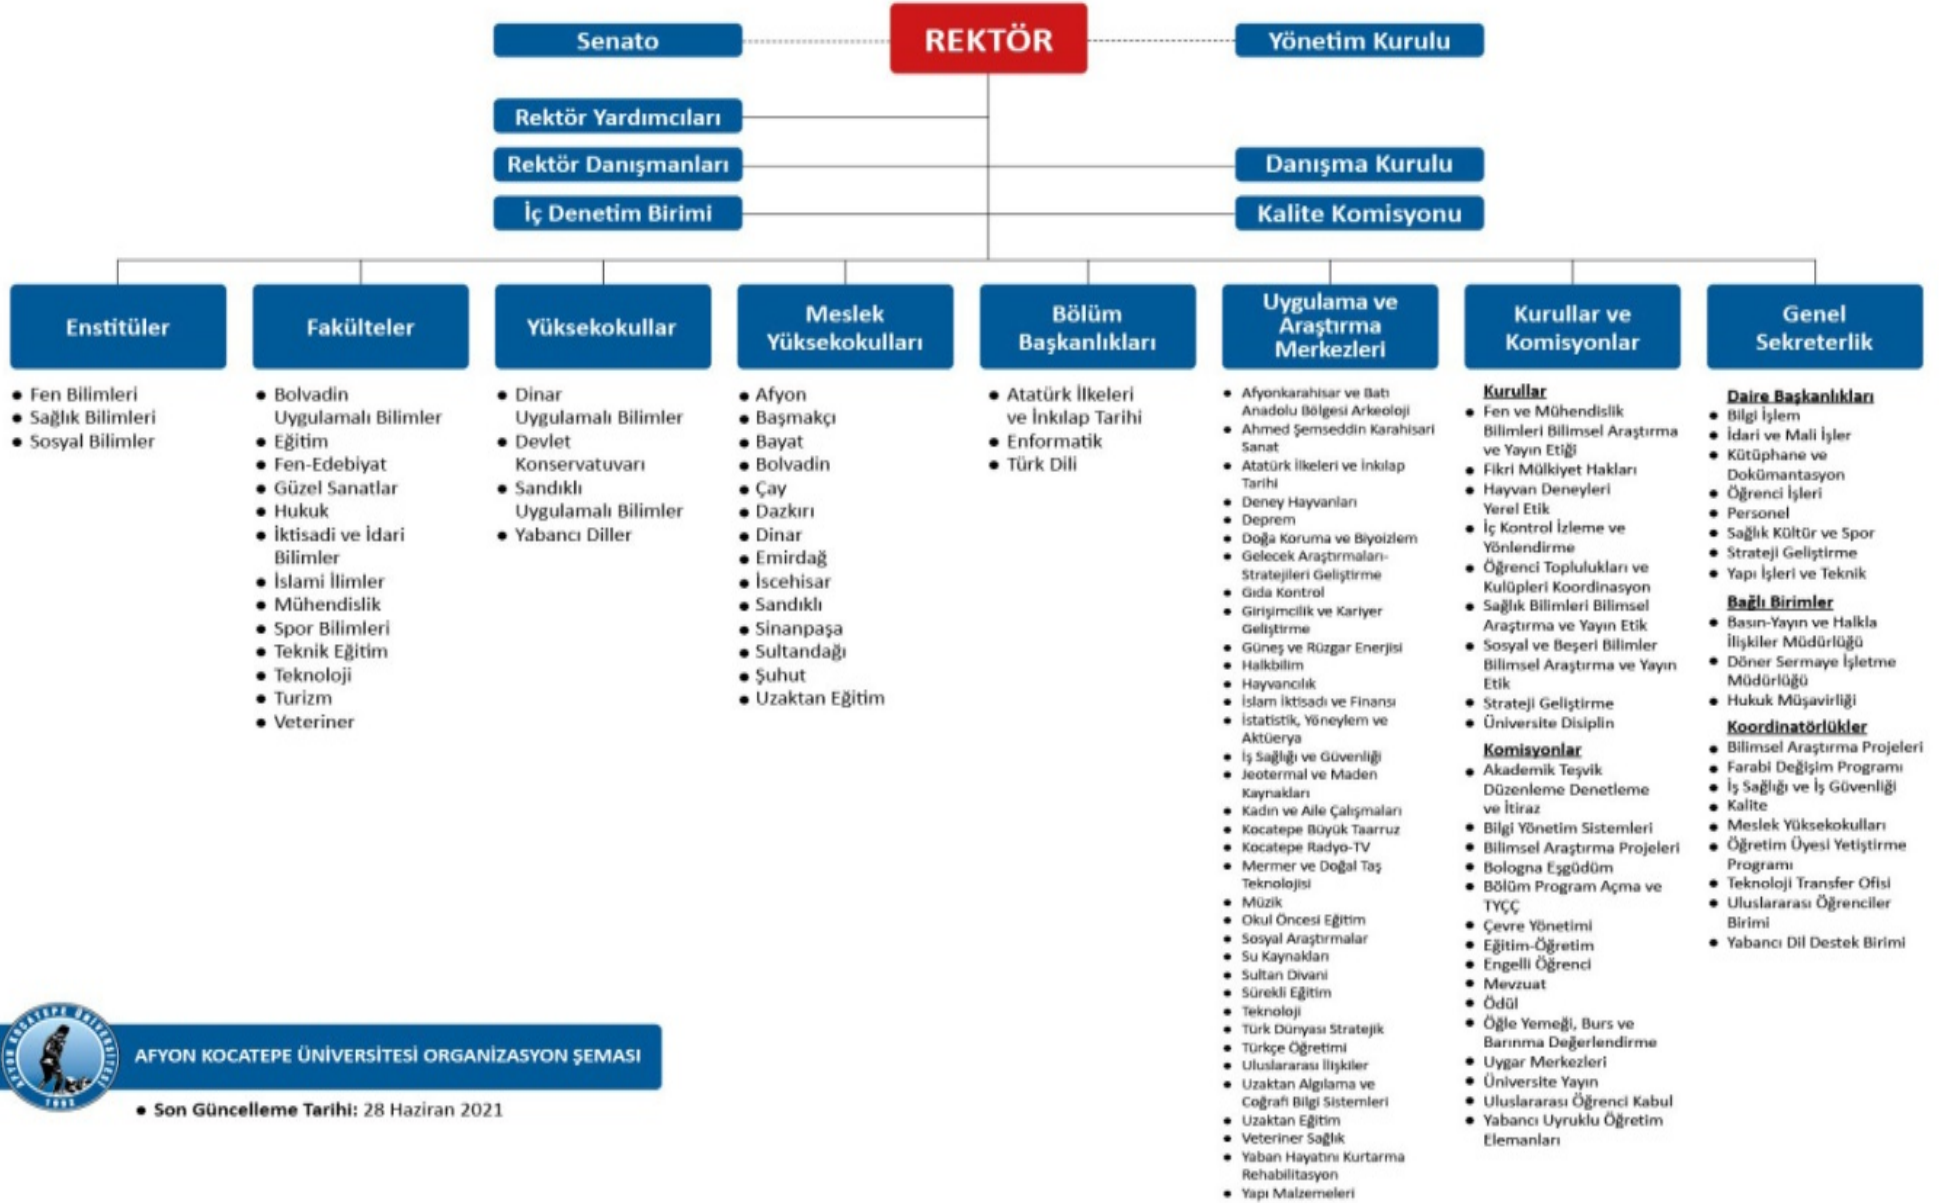 Senato
REKTÖR
Yönetim Kurulu
Rektör Yardımcıları
Rektör Danışmanları
Danışma Kurulu
İç Denetim Birimi
Kalite Komisyonu
Enstitüler
• Fen Bilimleri
• Sağlık Bilimleri
• Sosyal Bilimler
Fakülteler
• Bolvadin
Uygulamalı Bilimler
• Eğitim
• Fen-Edebiyat
• Güzel Sanatlar
• Hukuk
• İktisadi ve İdari
Bilimler
• İslami İlimler
• Mühendislik
• Spor Bilimleri
• Teknik Eğitim
• Teknoloji
• Turizm
• Veteriner
Yüksekokullar
• Dinar
Uygulamalı Bilimler
• Devlet
Konservatuvarı
• Sandıklı
Uygulamalı Bilimler
• Yabancı Diller
Meslek
Yüksekokulları
• Afyon
• Başmakçı
• Bayat
• Bolvadin
• Çay
• Dazkırı
• Dinar
• Emirdağ
• İscehisar
• Sandıklı
• Sinanpaşa
• Sultandağı
• Şuhut
• Uzaktan Eğitim
Bölüm
Başkanlıkları
• Atatürk İlkeleri
ve İnkılap Tarihi
• Enformatik
• Türk Dili
Uygulama ve
Araştırma
Merkezleri
• Afyonkarahisar ve Batı
Anadolu Bölgesi Arkeoloji
• Ahmed Şemseddin Karahisari
Sanat
• Atatürk İlkeleri ve İnkılap
Tarihi
• Deney Hayvanları
• Deprem
• Doğa Koruma ve Biyoizlem
• Gelecek Araştırmaları-
Stratejileri Geliştirme
• Gıda Kontrol
• Girişimcilik ve Kariyer
Geliştirme
• Güneş ve Rüzgar Enerjisi
• Halkbilim
• Hayvancılık
• İslam İktisadı ve Finansı
• İstatistik, Yöneylem ve
Aktüerya
• İş Sağlığı ve Güvenliği
• Jeotermal ve Maden
Kaynakları
• Kadın ve Aile Çalışmaları
• Kocatepe Büyük Taarruz
• Kocatepe Radyo-TV
• Mermer ve Doğal Taş
Teknolojisi
• Müzik
• Okul Öncesi Eğitim
• Sosyal Araştırmalar
• Su Kaynakları
• Sultan Divani
• Sürekli Eğitim
• Teknoloji
• Türk Dünyası Stratejik
• Türkçe Öğretimi
• Uluslararası İlişkiler
• Uzaktan Algılama ve
Coğrafi Bilgi Sistemleri
• Uzaktan Eğitim
• Veteriner Sağlık
• Yaban Hayatını Kurtarma
Rehabilitasyon
• Yapı Malzemeleri
Kurullar ve
Komisyonlar
Kurullar
• Fen ve Mühendislik
Bilimleri Bilimsel Araştırma
ve Yayın Etiği
• Fikri Mülkiyet Hakları
• Hayvan Deneyleri
Yerel Etik
• İç Kontrol İzleme ve
Yönlendirme
• Öğrenci Toplulukları ve
Kulüpleri Koordinasyon
• Sağlık Bilimleri Bilimsel
Araştırma ve Yayın Etik
• Sosyal ve Beşeri Bilimler
Bilimsel Araştırma ve Yayın
Etik
• Strateji Geliştirme
• Üniversite Disiplin
Komisyonlar
• Akademik Teşvik
Düzenleme Denetleme
ve İtiraz
• Bilgi Yönetim Sistemleri
• Bilimsel Araştırma Projeleri
• Bologna Eşgüdüm
• Bölüm Program Açma ve
TYÇÇ
• Çevre Yönetimi
• Eğitim-Öğretim
• Engelli Öğrenci
• Mevzuat
• Ödül
• Öğle Yemeği, Burs ve
Barınma Değerlendirme
• Uygar Merkezleri
• Üniversite Yayın
• Uluslararası Öğrenci Kabul
• Yabancı Uyruklu Öğretim
Elemanları
Genel
Sekreterlik
Daire Başkanlıkları
• Bilgi İşlem
• İdari ve Mali İşler
• Kütüphane ve
Dokümantasyon
• Öğrenci İşleri
• Personel
• Sağlık Kültür ve Spor
• Strateji Geliştirme
• Yapı İşleri ve Teknik
Bağlı Birimler
• Basın-Yayın ve Halkla
İlişkiler Müdürlüğü
• Döner Sermaye İşletme
Müdürlüğü
• Hukuk Müşavirliği
Koordinatörlükler
• Bilimsel Araştırma Projeleri
• Farabi Değişim Programı
• İş Sağlığı ve İş Güvenliği
• Kalite
• Meslek Yüksekokulları
• Öğretim Üyesi Yetiştirme
Programı
• Teknoloji Transfer Ofisi
• Uluslararası Öğrenciler
Birimi
• Yabancı Dil Destek Birimi
AFYON KOCATEPE ÜNİVERSİTESİ
1992
AFYON KOCATEPE ÜNİVERSİTESİ ORGANİZASYON ŞEMASI
• Son Güncelleme Tarihi: 28 Haziran 2021